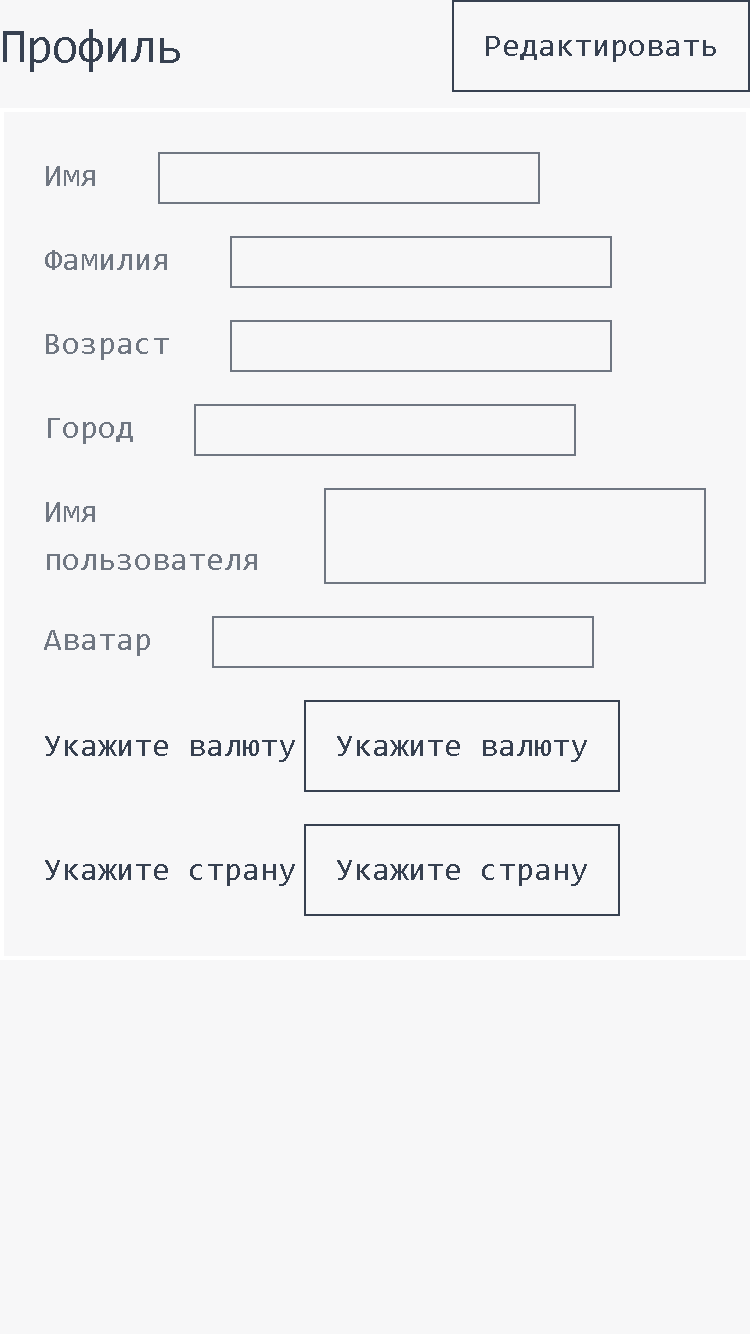 Профиль
Редактировать
Имя
Фамилия
Возраст
Город
Имя
пользователя
Аватар
Укажите валюту Укажите валюту
Укажите страну Укажите страну